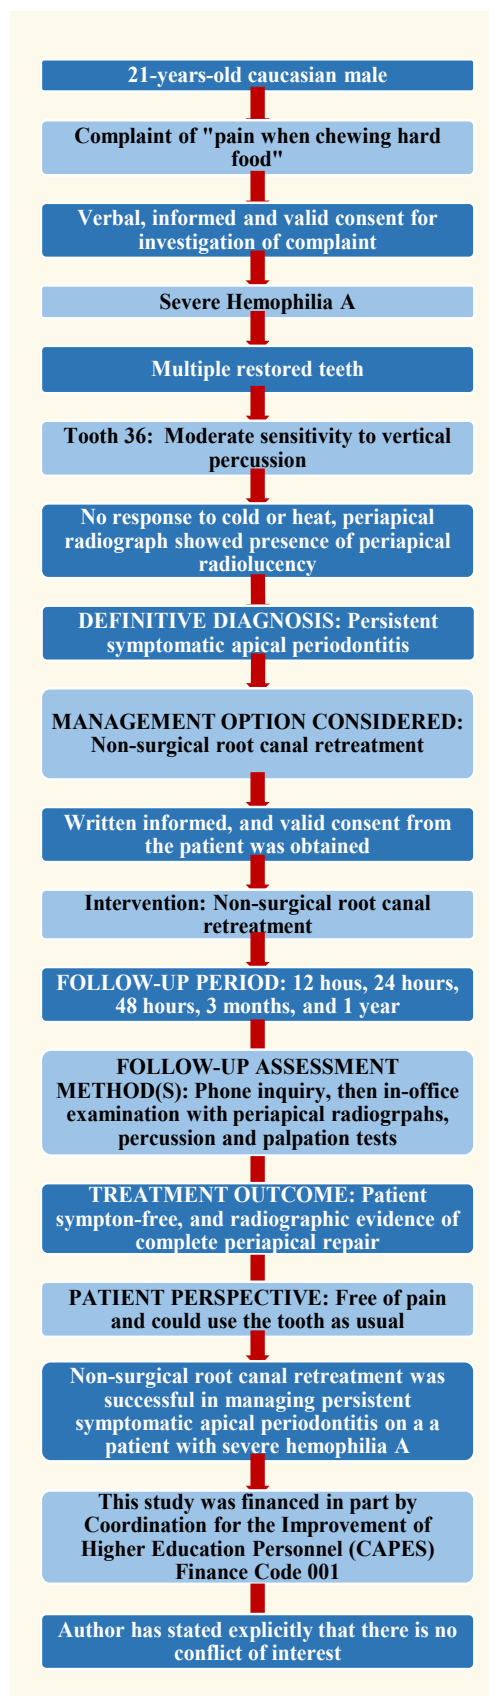 21-years-old caucasian male
Complaint of "pain when chewing hard
food"
Verbal, informed and valid consent for
investigation of complaint
Severe Hemophilia A
Multiple restored teeth
Tooth 36:  Moderate sensitivity to vertical
percussion
No response to cold or heat, periapical
radiograph showed presence of periapical
radiolucency
DEFINITIVE DIAGNOSIS: Persistent
symptomatic apical periodontitis
MANAGEMENT OPTION CONSIDERED:
Non-surgical root canal retreatment
Written informed, and valid consent from
the patient was obtained
Intervention: Non-surgical root canal
retreatment
FOLLOW-UP PERIOD: 12 hous, 24 hours,
48 hours, 3 months, and 1 year
FOLLOW-UP ASSESSMENT
METHOD(S): Phone inquiry, then in-office
examination with periapical radiogrpahs,
percussion and palpation tests
TREATMENT OUTCOME: Patient
sympton-free, and radiographic evidence of
complete periapical repair
PATIENT PERSPECTIVE: Free of pain
and could use the tooth as usual
Non-surgical root canal retreatment was
successful in managing persistent
symptomatic apical periodontitis on a a
patient with severe hemophilia A
This study was financed in part by
Coordination for the Improvement of
Higher Education Personnel (CAPES)
Finance Code 001
Author has stated explicitly that there is no
conflict of interest